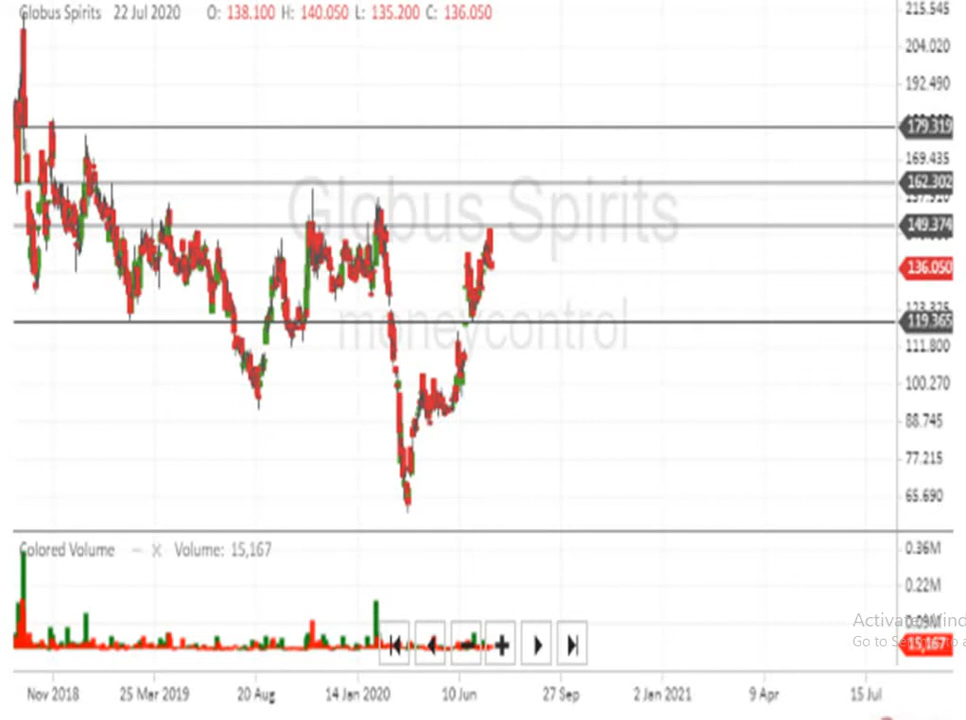 Globus Spirits 22 Jul 2020 O: 138.100 H: 140.050 L: 135.200 C: 136.050
215.545
204.020
192.490
179.319
169.435
162.302
Globus Spirits
149.374
136.050
moneycontrol
119.365
111.800
100.270
88.745
77.215
65.690
Colored Volume − X Volume: 15,167
0.36M
0.22M
0.09M
15,167
Nov 2018 25 Mar 2019 20 Aug 14 Jan 2020 10 Jun 27 Sep 2 Jan 2021 9 Apr 15 Jul